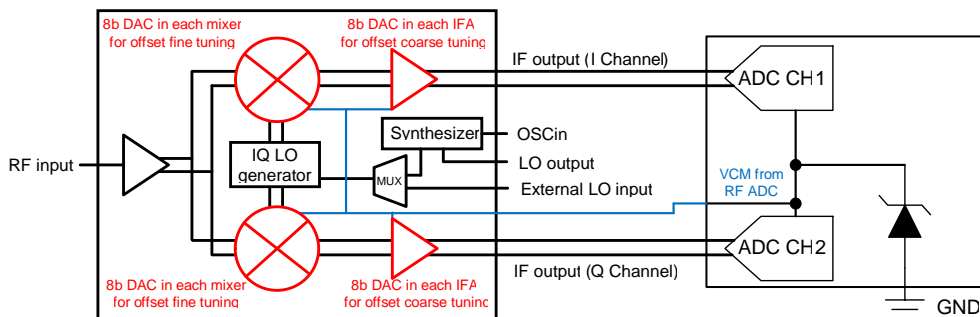 8b DAC in each mixer
for offset fine tuning
8b DAC in each IFA
for offset coarse tuning
IF output (I Channel)
ADC CH1
Synthesizer
OSCin
RF input
IQ LO
generator
MUX
LO output
External LO input
VCM from
RF ADC
ADC CH2
8b DAC in each mixer
for offset fine tuning
8b DAC in each IFA
for offset coarse tuning
IF output (Q Channel)
GND